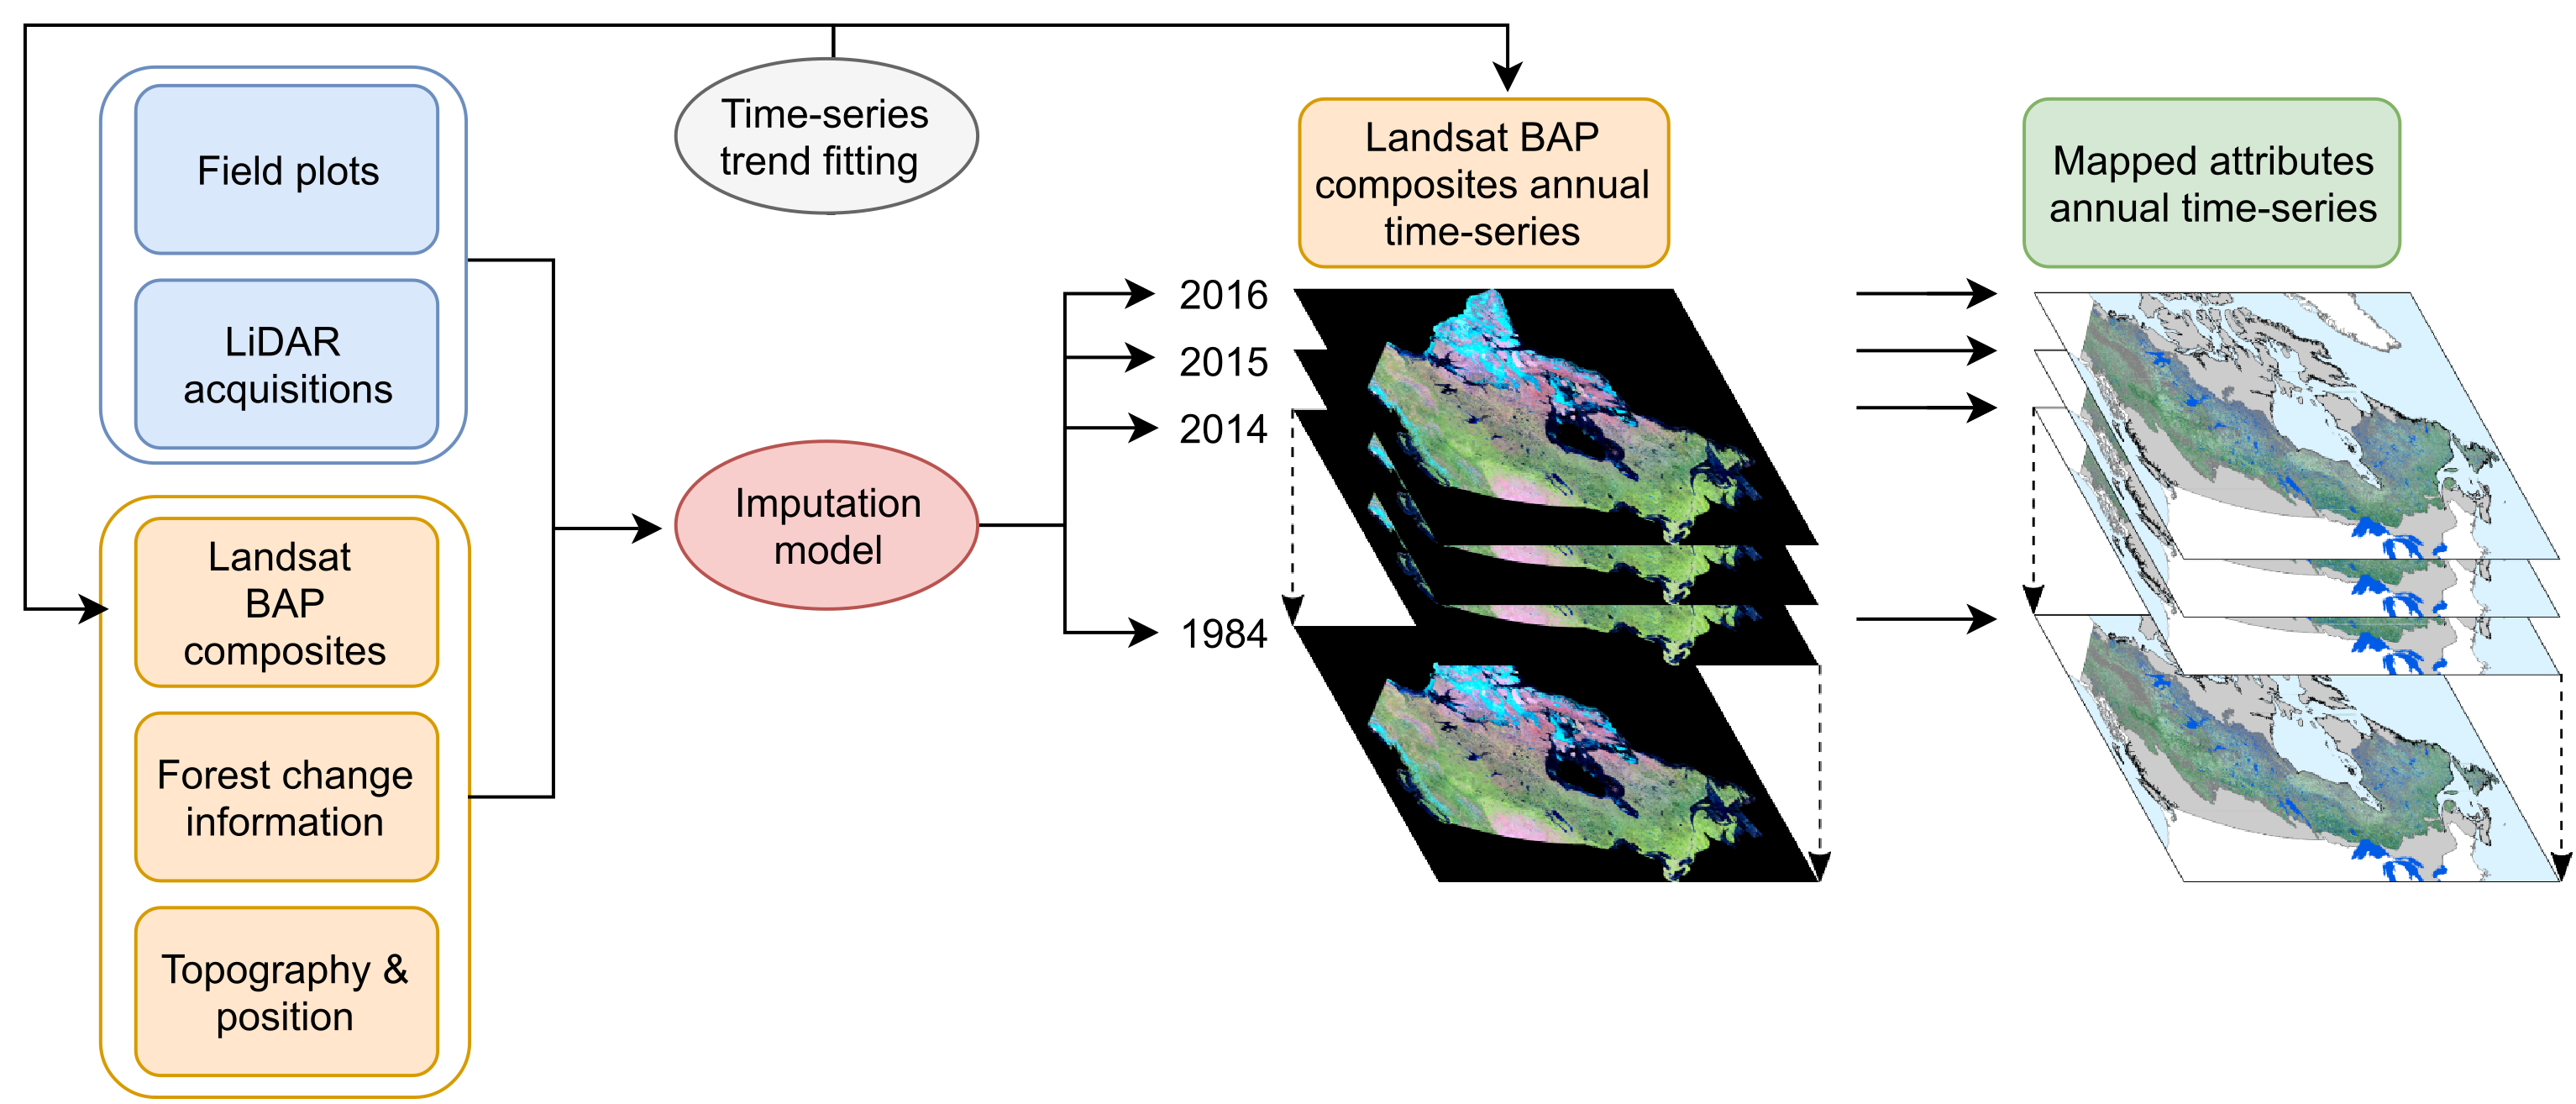 Field plots
LiDAR
acquisitions
Landsat
BAP
composites
Forest change
information
Topography &
position
Time-series
trend fitting
Imputation
model
Landsat BAP
composites annual
time-series
2016
2015
2014
1984
Mapped attributes
annual time-series